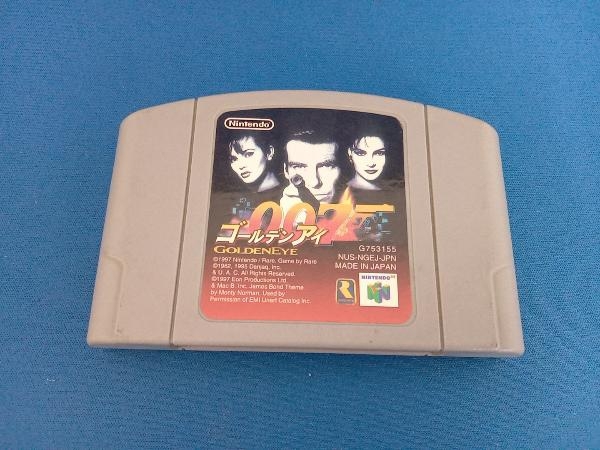 Nintendo
007
ゴールデンアイ
GOLDENEYE
G753155
NUS-NGEJ-JPN
MADE IN JAPAN
©1997 Nintendo / Rare. Game by Rare
©1962, 1995 Danjaq, Inc.
& U. A. C. All Rights Reserved.
©1997 Eon Productions Ltd
& Mac B. Inc. James Bond Theme
by Monty Norman. Used by
Permission of EMI Unart Catalog Inc.
NINTENDO 64